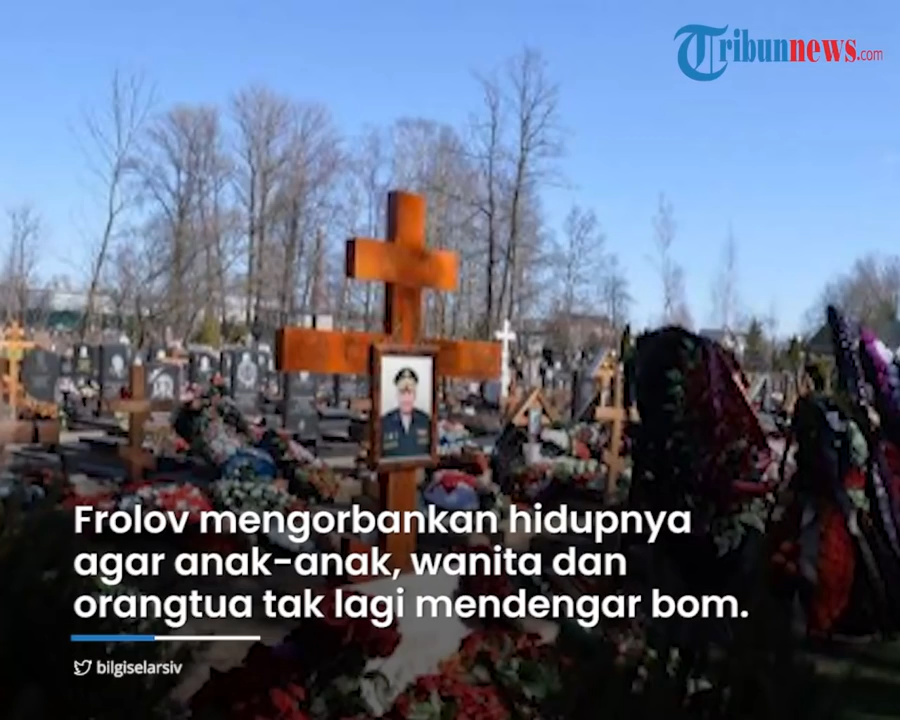 Tribunnews.com
Frolov mengorbankan hidupnya
agar anak-anak, wanita dan
orangtua tak lagi mendengar bom.
bilgiselarsiv